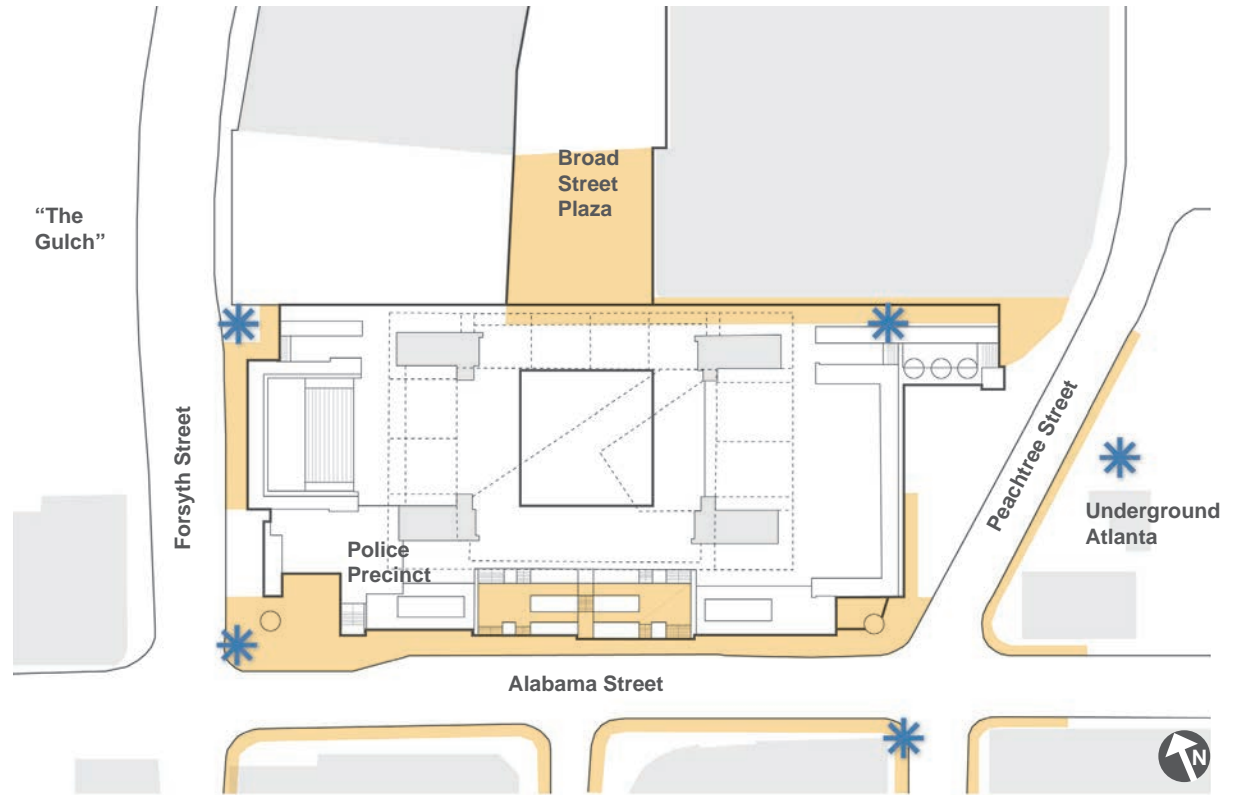 Broad
Street
Plaza
“The
Gulch”
Forsyth Street
Peachtree Street
Underground
Atlanta
Police
Precinct
Alabama Street
N